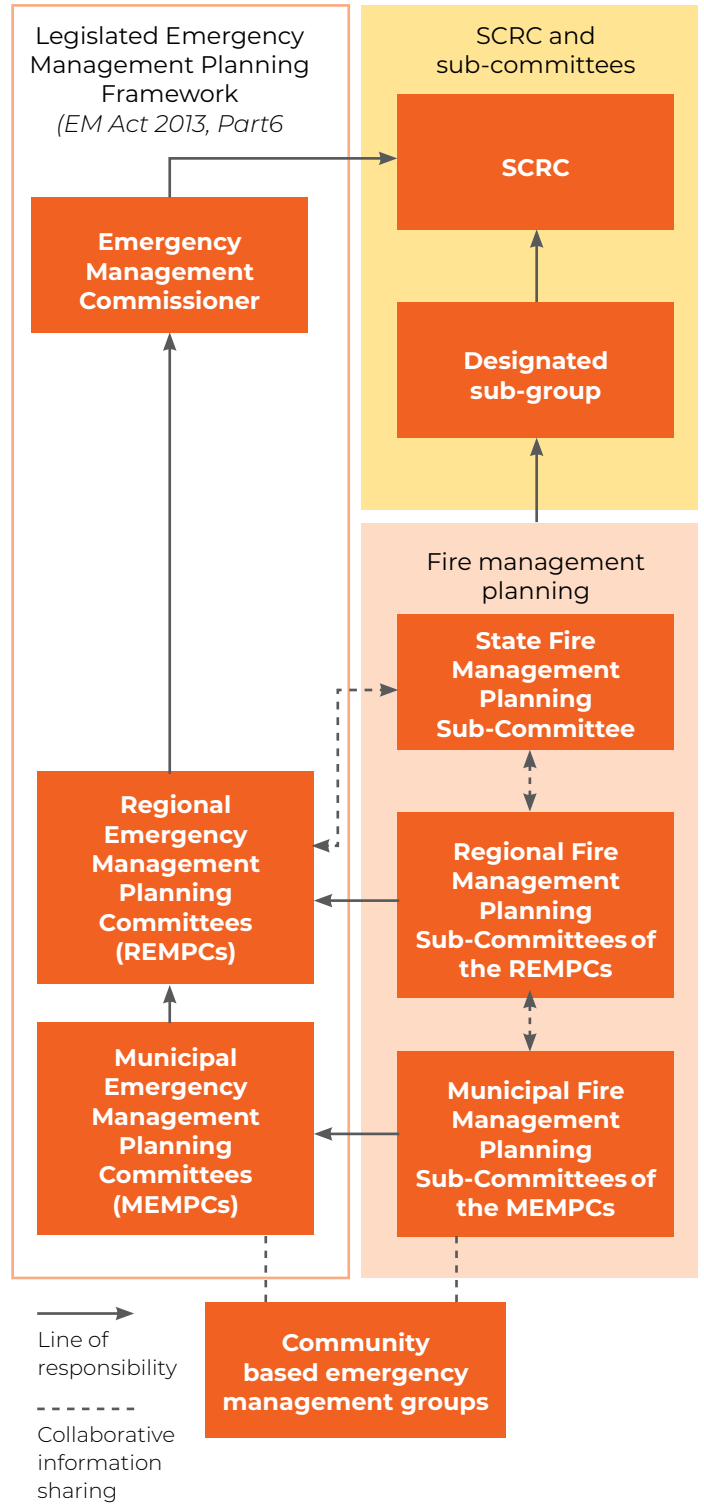 Legislated Emergency
Management Planning
Framework
(EM Act 2013, Part6
Emergency
Management
Commissioner
Regional
Emergency
Management
Planning
Committees
(REMPCs)
Municipal
Emergency
Management
Planning
Committees
(MEMPCs)
SCRC and
sub-committees
SCRC
Designated
sub-group
Fire management
planning
State Fire
Management
Planning
Sub-Committee
Regional Fire
Management
Planning
Sub-Committees of
the REMPCs
Municipal Fire
Management
Planning
Sub-Committees of
the MEMPCs
Community
based emergency
management groups
Line of
responsibility
Collaborative
information
sharing